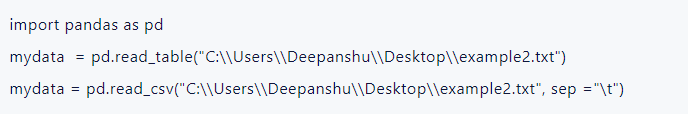 import pandas as pd
mydata  = pd.read_table("C:\\Users\\Deepanshu\\Desktop\\example2.txt")
mydata = pd.read_csv("C:\\Users\\Deepanshu\\Desktop\\example2.txt", sep ="\t")